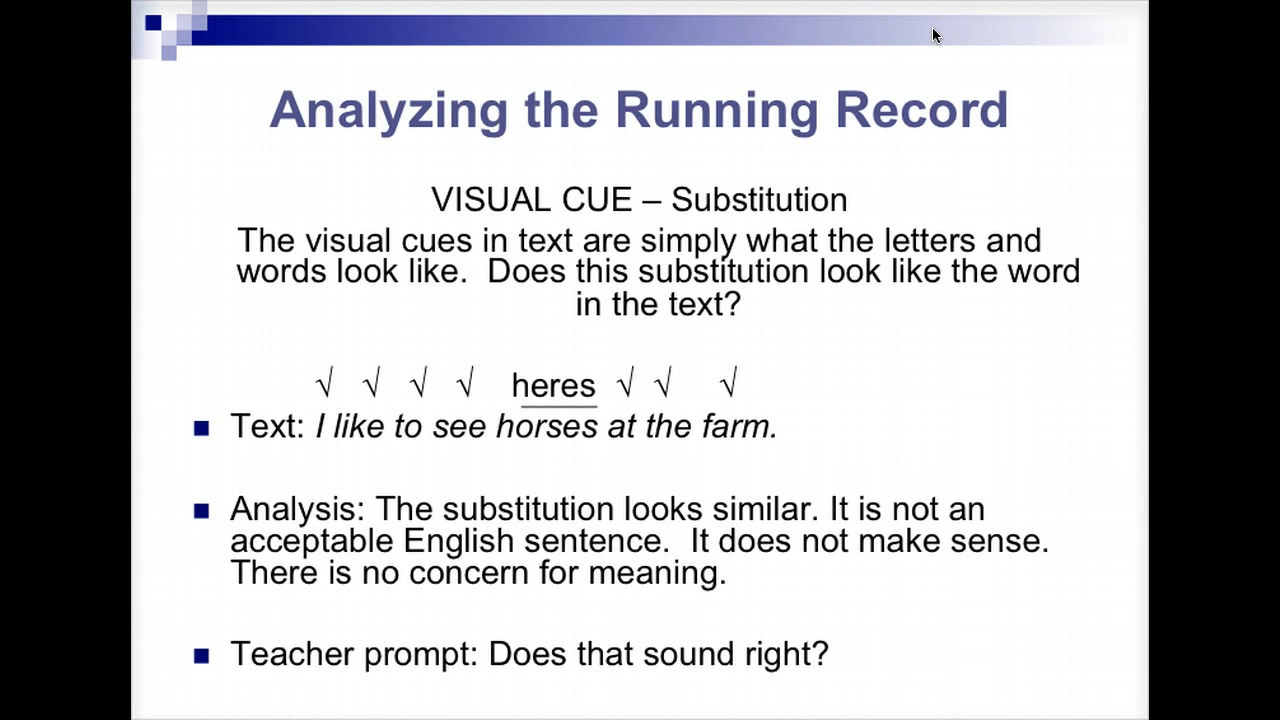 Analyzing the Running Record
VISUAL CUE – Substitution
The visual cues in text are simply what the letters and
words look like.  Does this substitution look like the word
in the text?
√ √ √ √ heres √ √ √
Text: I like to see horses at the farm.
Analysis: The substitution looks similar. It is not an
acceptable English sentence.  It does not make sense.
There is no concern for meaning.
Teacher prompt: Does that sound right?